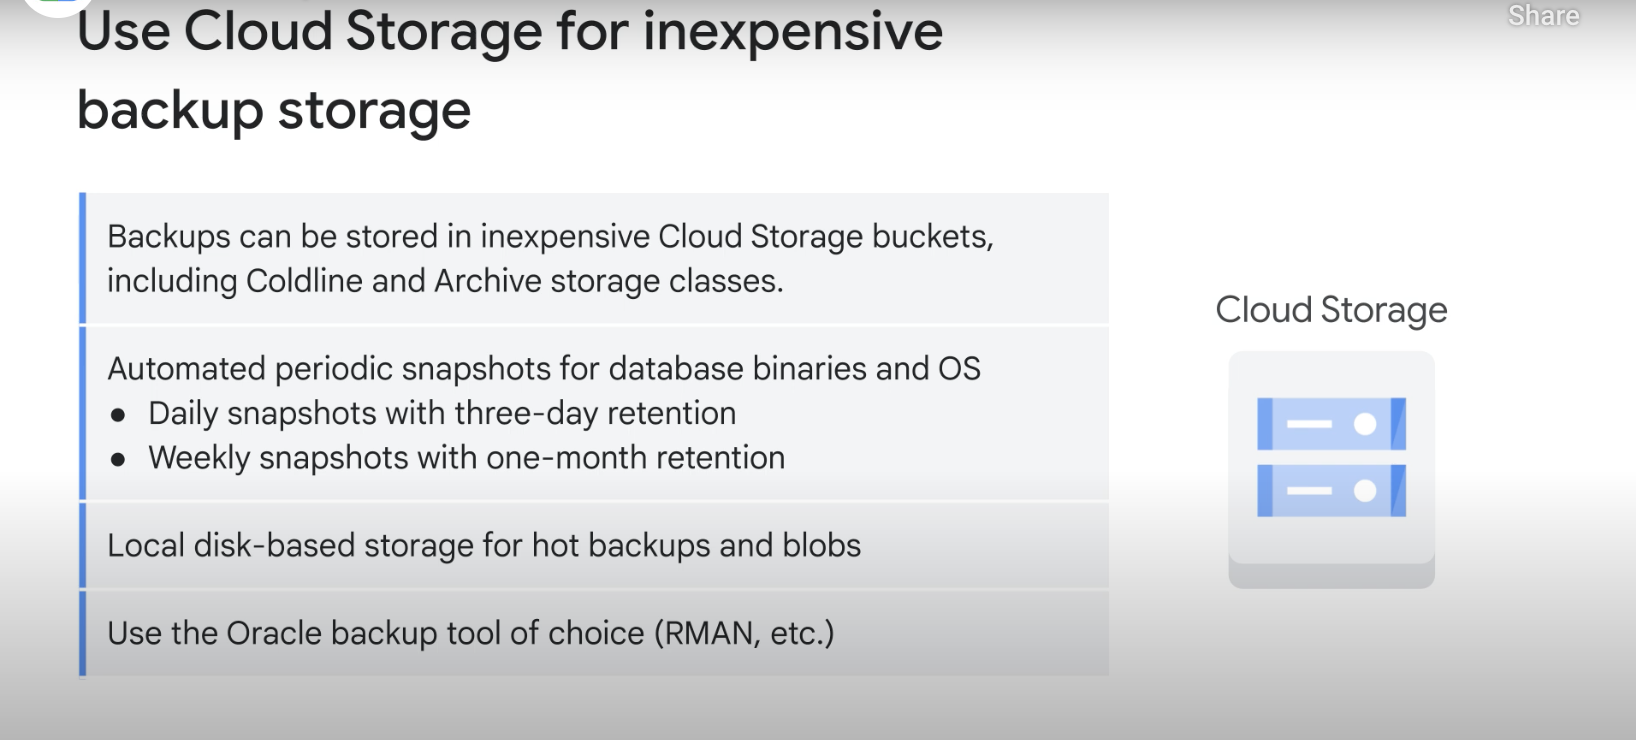 Use Cloud Storage for inexpensive
backup storage
Share
Backups can be stored in inexpensive Cloud Storage buckets,
including Coldline and Archive storage classes.
Automated periodic snapshots for database binaries and OS
● Daily snapshots with three-day retention
● Weekly snapshots with one-month retention
Local disk-based storage for hot backups and blobs
Use the Oracle backup tool of choice (RMAN, etc.)
Cloud Storage